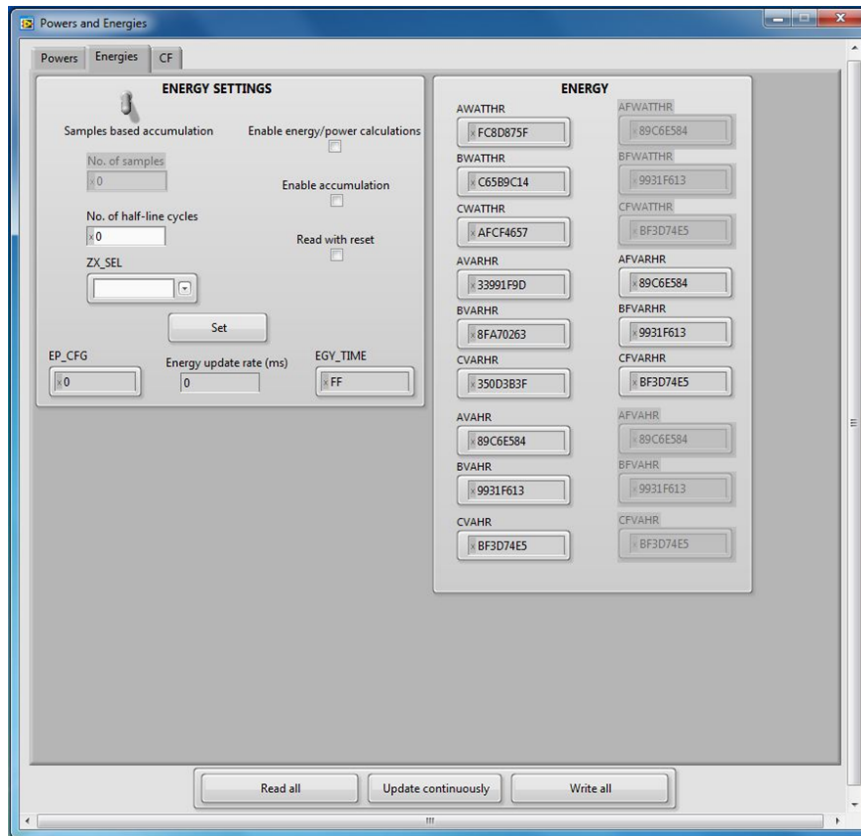 Powers and Energies
Powers Energies CF
ENERGY SETTINGS
Samples based accumulation
Enable energy/power calculations
No. of samples
x 0
Enable accumulation
No. of half-line cycles
x 0
Read with reset
ZX_SEL
Set
EP_CFG
x 0
Energy update rate (ms)
0
EGY_TIME
x FF
ENERGY
AWATTHR AFWATTHR
x FC8D875F x 89C6E584
BWATTHR BFWATTHR
x C65B9C14 x 9931F613
CWATTHR CFWATTHR
x AFCF4657 x BF3D74E5
AVARHR AFVARHR
x 33991F9D x 89C6E584
BVARHR BFVARHR
x 8FA70263 x 9931F613
CVARHR CFVARHR
x 350D3B3F x BF3D74E5
AVAHR AFVAHR
x 89C6E584 x 89C6E584
BVAHR BFVAHR
x 9931F613 x 9931F613
CVAHR CFVAHR
x BF3D74E5 x BF3D74E5
Read all Update continuously Write all